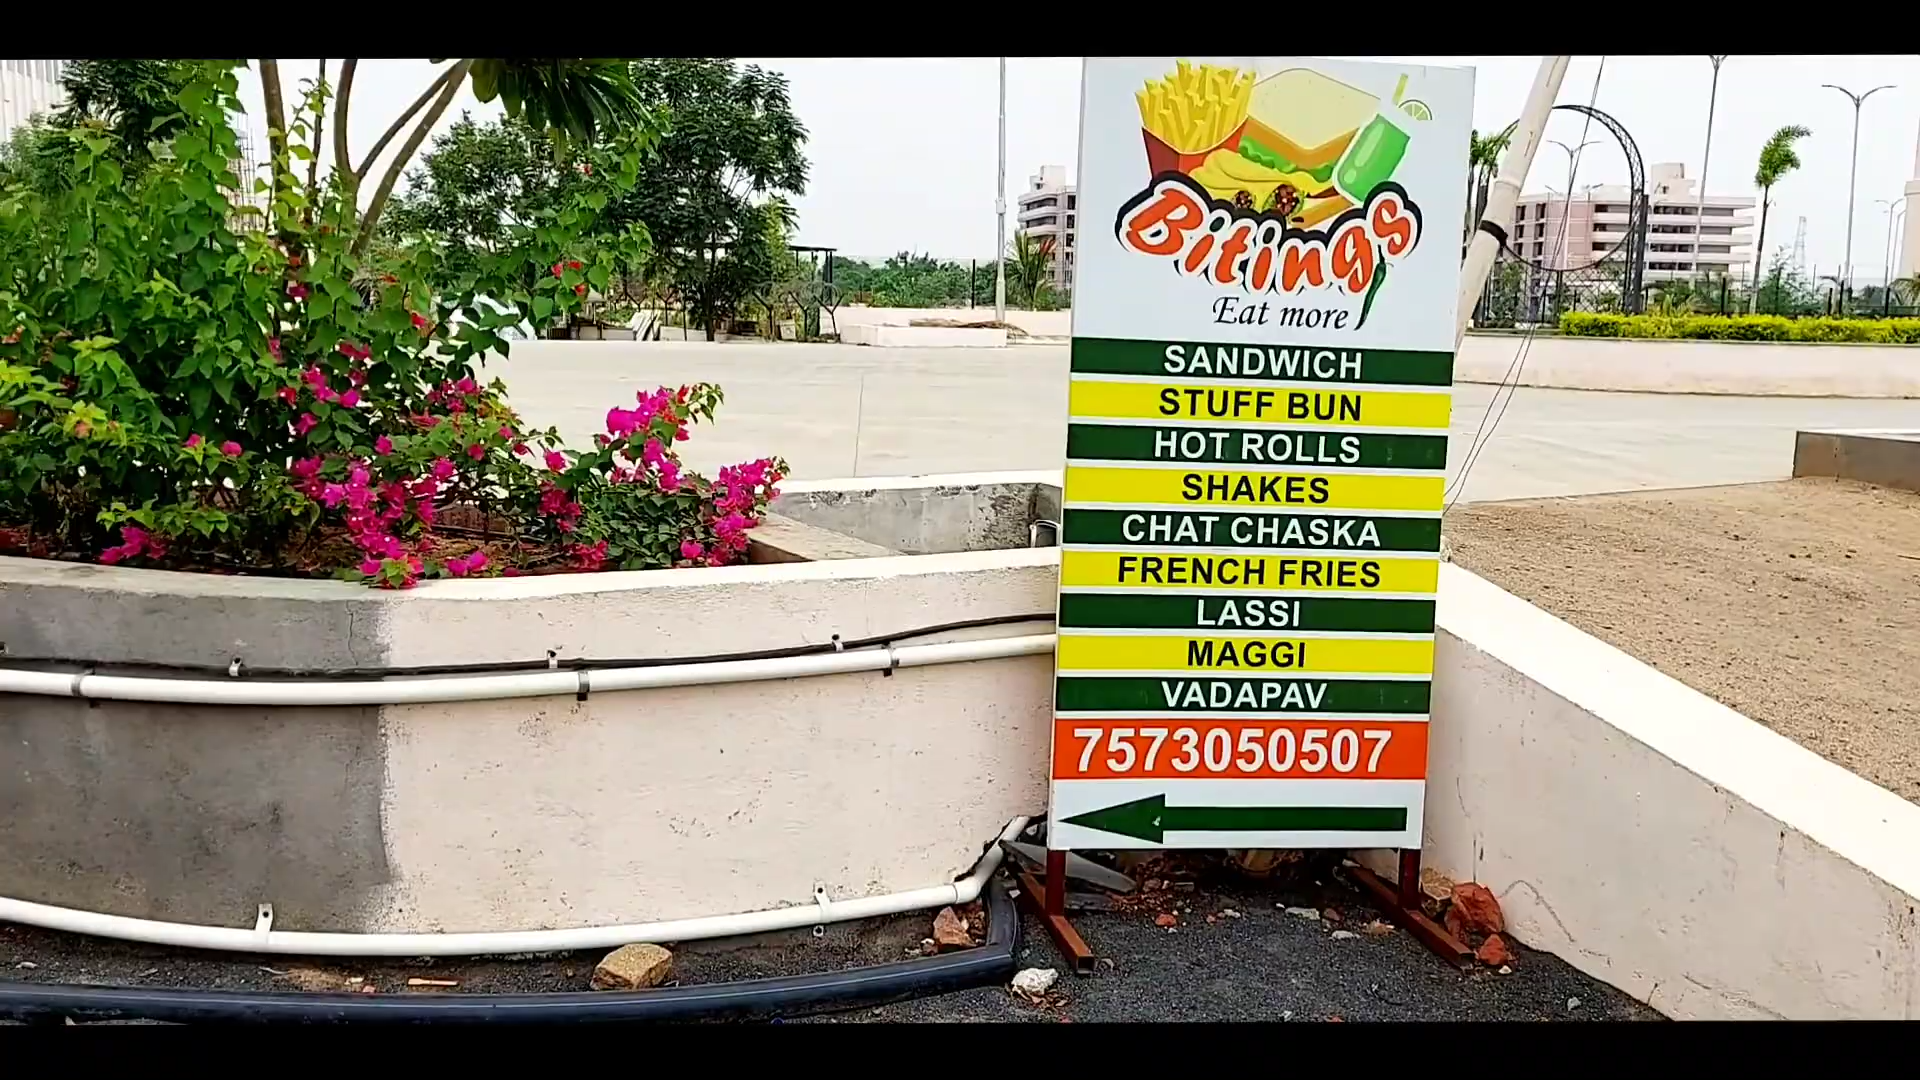 Bitings
Eat more
SANDWICH
STUFF BUN
HOT ROLLS
SHAKES
CHAT CHASKA
FRENCH FRIES
LASSI
MAGGI
VADAPAV
7573050507